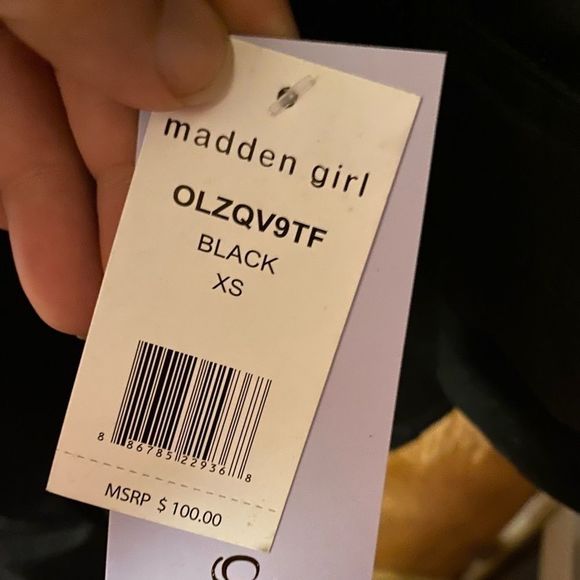 madden girl
OLZQV9TF
BLACK
XS
8 86785 22936 8
MSRP $ 100.00